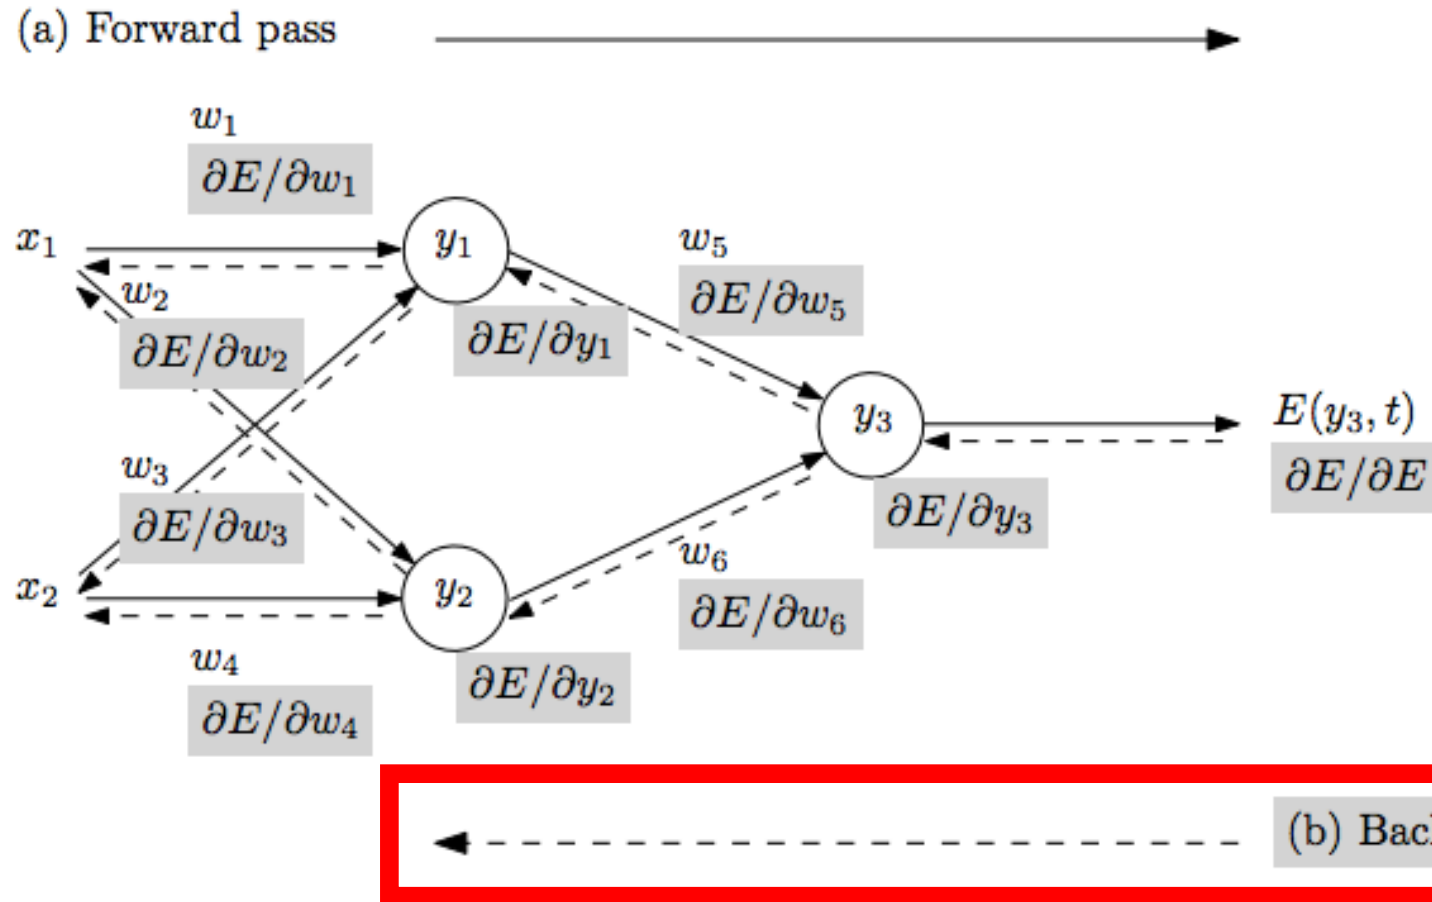 (a) Forward pass
w₁
∂E/∂w₁
x₁
y₁
w₅
∂E/∂w₅
w₂
∂E/∂w₂
∂E/∂y₁
y₃
E(y₃, t)
∂E/∂E
w₃
∂E/∂w₃
∂E/∂y₃
x₂
y₂
w₆
∂E/∂w₆
w₄
∂E/∂w₄
∂E/∂y₂
(b)